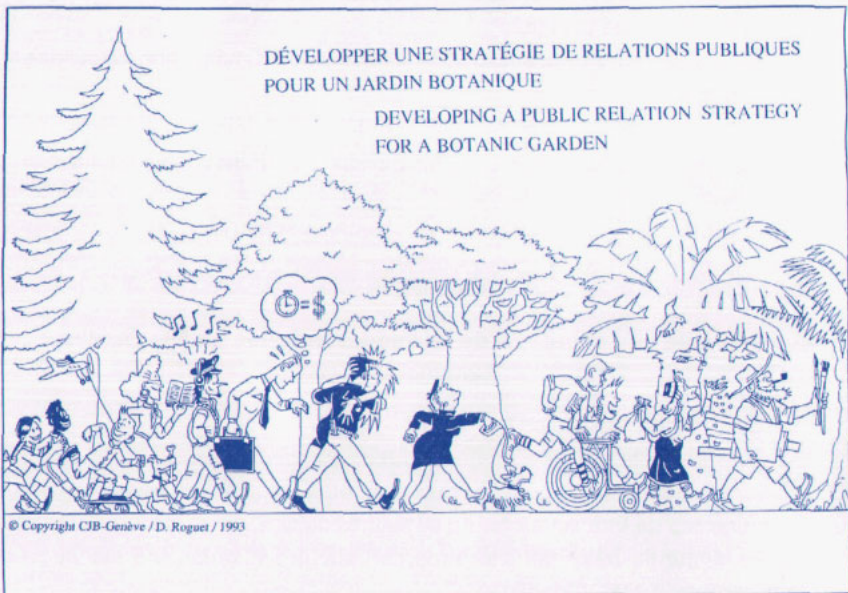 DÉVELOPPER UNE STRATÉGIE DE RELATIONS PUBLIQUES
POUR UN JARDIN BOTANIQUE
DEVELOPING A PUBLIC RELATION STRATEGY
FOR A BOTANIC GARDEN
=$
© Copyright CJB-Genève / D. Roguet / 1993